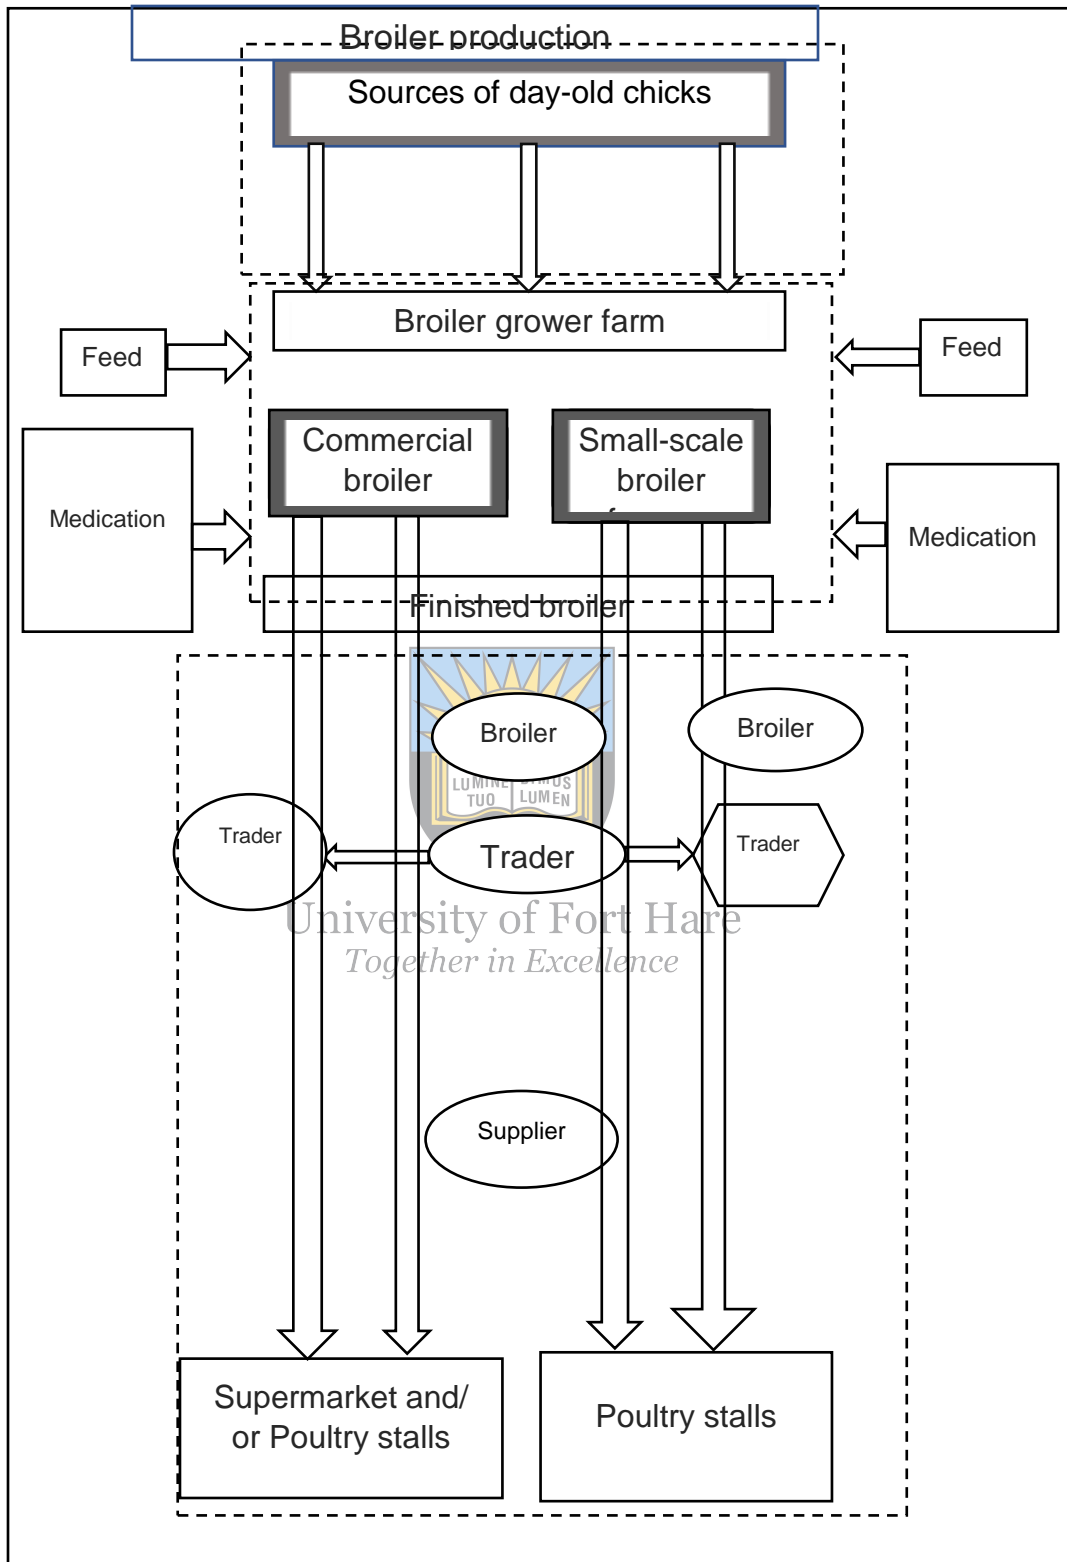 Broiler production
Sources of day-old chicks
Broiler grower farm
Feed
Feed
Commercial
broiler
Small-scale
broiler
Medication
Medication
Finished broiler
Broiler
Broiler
LUMINE
TUO
LUMEN
Trader
Trader
Trader
University of Fort Hare
Together in Excellence
Supplier
Supermarket and/
or Poultry stalls
Poultry stalls